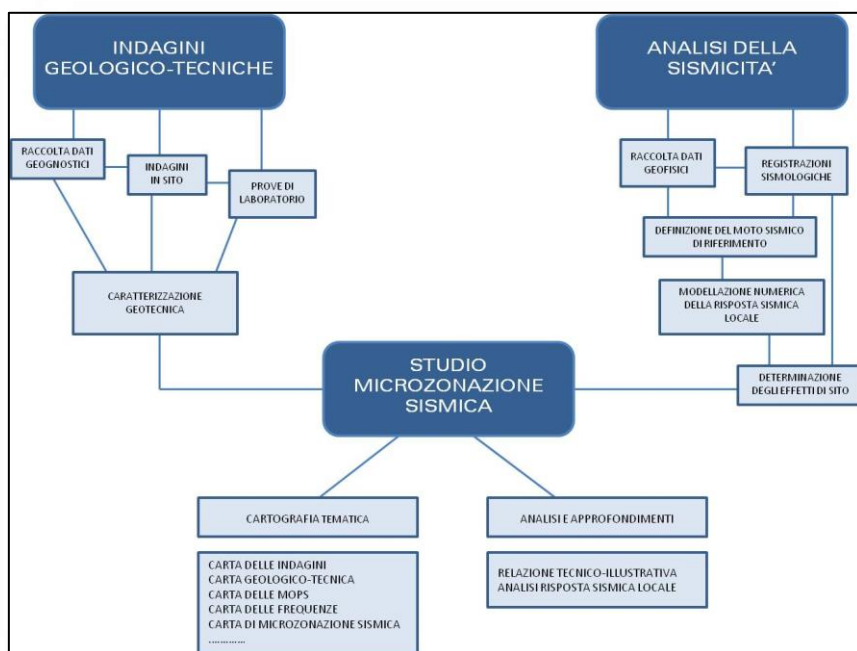 INDAGINI
GEOLOGICO-TECNICHE
ANALISI DELLA
SISMICITA’
RACCOLTA DATI
GEOGNOSTICI
INDAGINI
IN SITO
PROVE DI
LABORATORIO
RACCOLTA DATI
GEOFISICI
REGISTRAZIONI
SISMOLOGICHE
DEFINIZIONE DEL MOTO SISMICO
DI RIFERIMENTO
CARATTERIZZAZIONE
GEOTECNICA
MODELLAZIONE NUMERICA
DELLA RISPOSTA SISMICA
LOCALE
STUDIO
MICROZONAZIONE
SISMICA
DETERMINAZIONE
DEGLI EFFETTI DI SITO
CARTOGRAFIA TEMATICA
ANALISI E APPROFONDIMENTI
CARTA DELLE INDAGINI
CARTA GEOLOGICO-TECNICA
CARTA DELLE MOPS
CARTA DELLE FREQUENZE
CARTA DI MICROZONAZIONE SISMICA
............
RELAZIONE TECNICO-ILLUSTRATIVA
ANALISI RISPOSTA SISMICA LOCALE